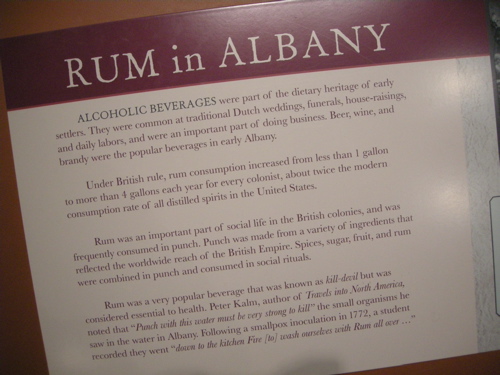 RUM in ALBANY
ALCOHOLIC BEVERAGES were part of the dietary heritage of early
settlers. They were common at traditional Dutch weddings, funerals, house-raisings,
and daily labors, and were an important part of doing business. Beer, wine, and
brandy were the popular beverages in early Albany.
Under British rule, rum consumption increased from less than 1 gallon
to more than 4 gallons each year for every colonist, about twice the modern
consumption rate of all distilled spirits in the United States.
Rum was an important part of social life in the British colonies, and was
frequently consumed in punch. Punch was made from a variety of ingredients that
reflected the worldwide reach of the British Empire. Spices, sugar, fruit, and rum
were combined in punch and consumed in social rituals.
Rum was a very popular beverage that was known as kill-devil but was
considered essential to health. Peter Kalm, author of Travels into North America,
noted that "Punch with this water must be very strong to kill" the small organisms he
saw in the water in Albany. Following a smallpox inoculation in 1772, a student
recorded they went "down to the kitchen Fire [to] wash ourselves with Rum all over ..."